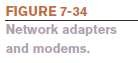 FIGURE 7-34
Network adapters
and modems.